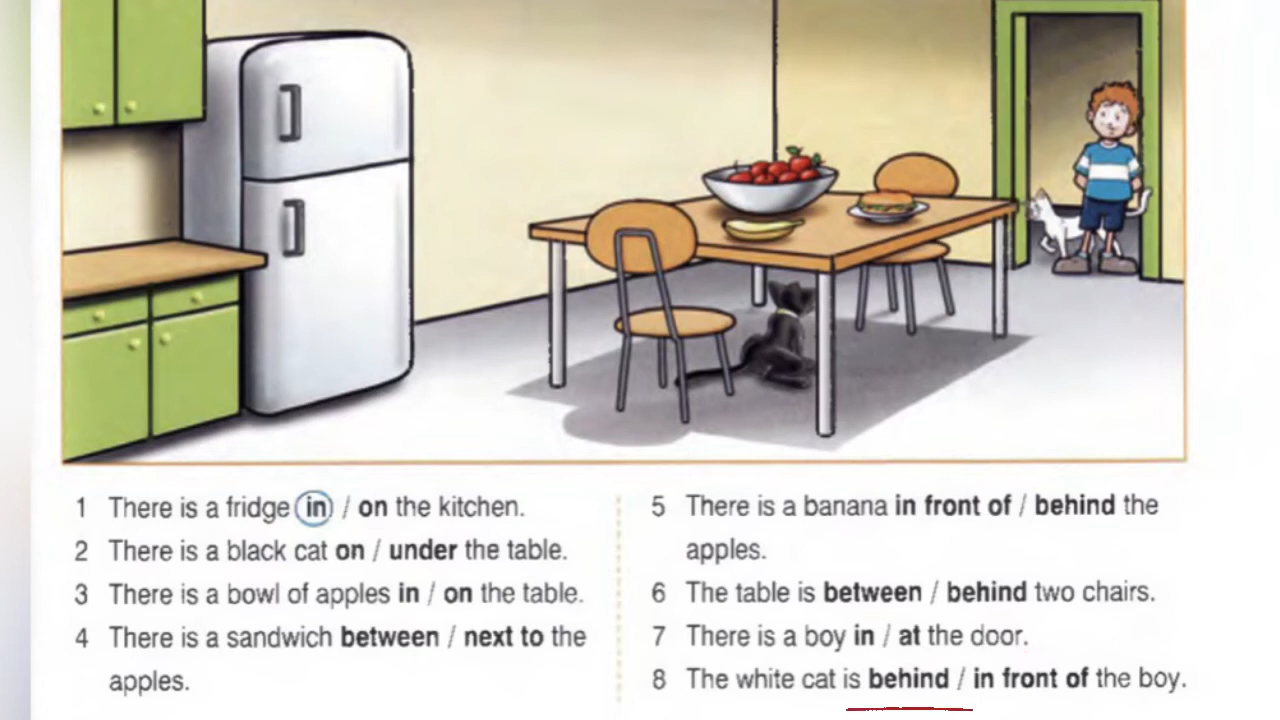 1 There is a fridge in / on the kitchen.
2 There is a black cat on / under the table.
3 There is a bowl of apples in / on the table.
4 There is a sandwich between / next to the
apples.
5 There is a banana in front of / behind the
apples.
6 The table is between / behind two chairs.
7 There is a boy in / at the door.
8 The white cat is behind / in front of the boy.